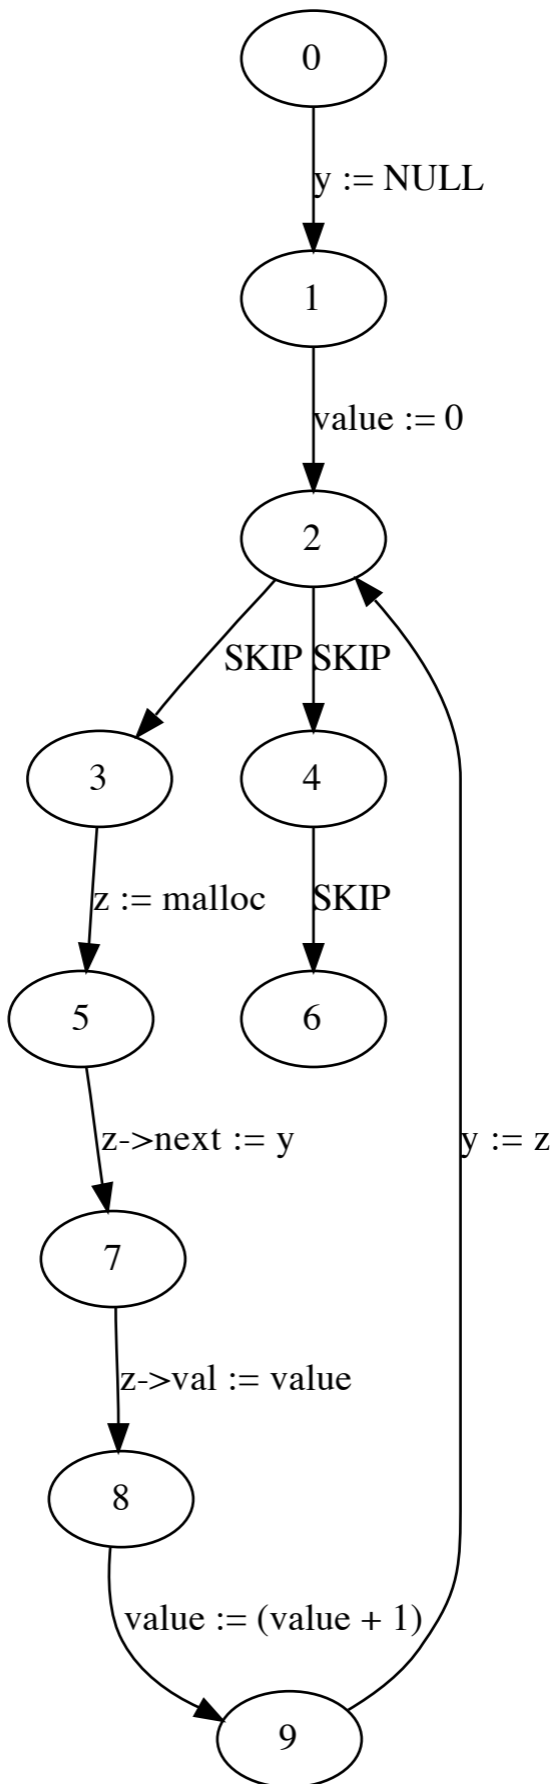 0
y := NULL
1
value := 0
2
SKIP SKIP
3 4
z := malloc SKIP
5 6
z->next := y y := z
7
z->val := value
8
value := (value + 1)
9